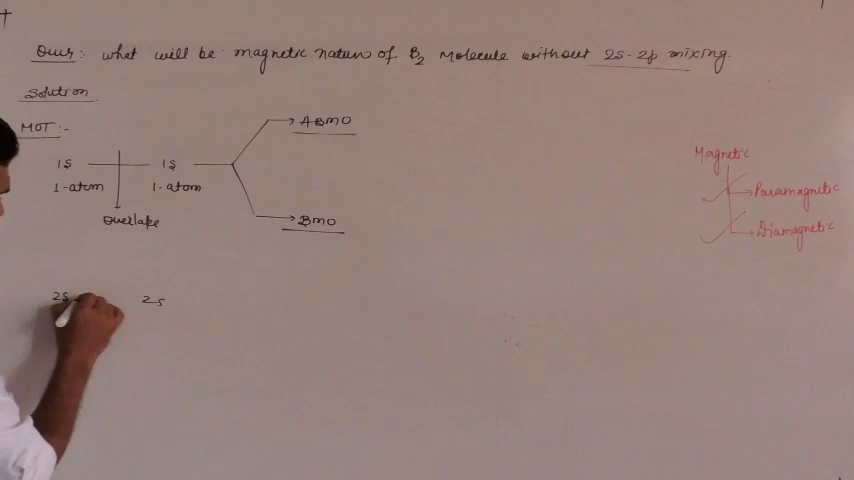 Que: what will be magnetic nature of B2 Molecule without 2s-2p mixing.
Solution
MOT:-
1s 1s
1-atom 1-atom
overlape
ABMO
BMO
2s 2s
Magnetic
Paramagnetic
Diamagnetic